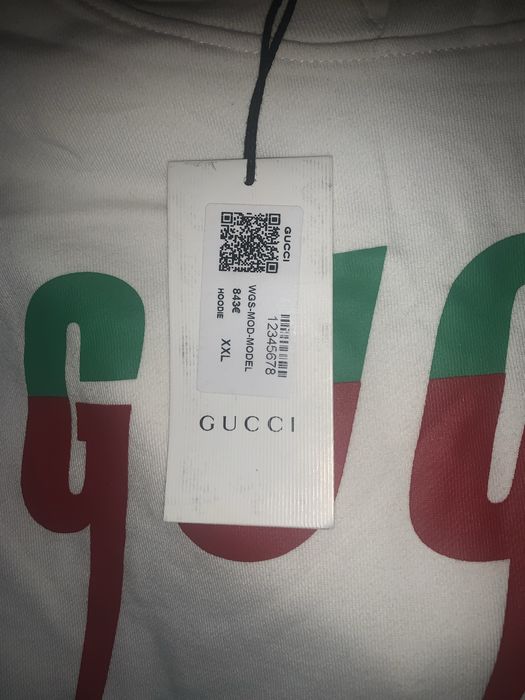 GUCCI
WGS-MOD-MODEL
12345678
843€
HOODIE
XXL
GUCCI